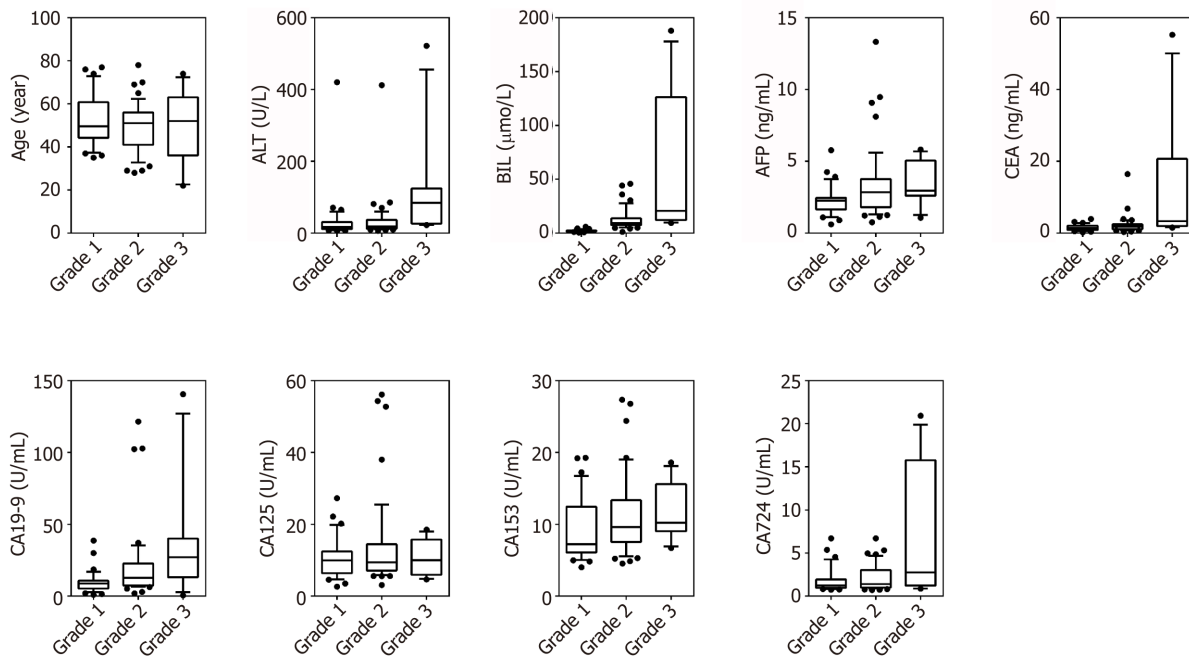 Age (year)
100
80
60
40
20
0
Grade 1
Grade 2
Grade 3
ALT (U/L)
600
400
200
0
Grade 1
Grade 2
Grade 3
BIL (μmo/L)
200
150
100
50
10
0
Grade 1
Grade 2
Grade 3
AFP (ng/mL)
15
10
5
0
Grade 1
Grade 2
Grade 3
CEA (ng/mL)
60
40
20
0
Grade 1
Grade 2
Grade 3
CA19-9 (U/mL)
150
100
50
0
Grade 1
Grade 2
Grade 3
CA125 (U/mL)
60
40
20
0
Grade 1
Grade 2
Grade 3
CA153 (U/mL)
30
20
10
0
Grade 1
Grade 2
Grade 3
CA724 (U/mL)
25
20
15
10
5
0
Grade 1
Grade 2
Grade 3